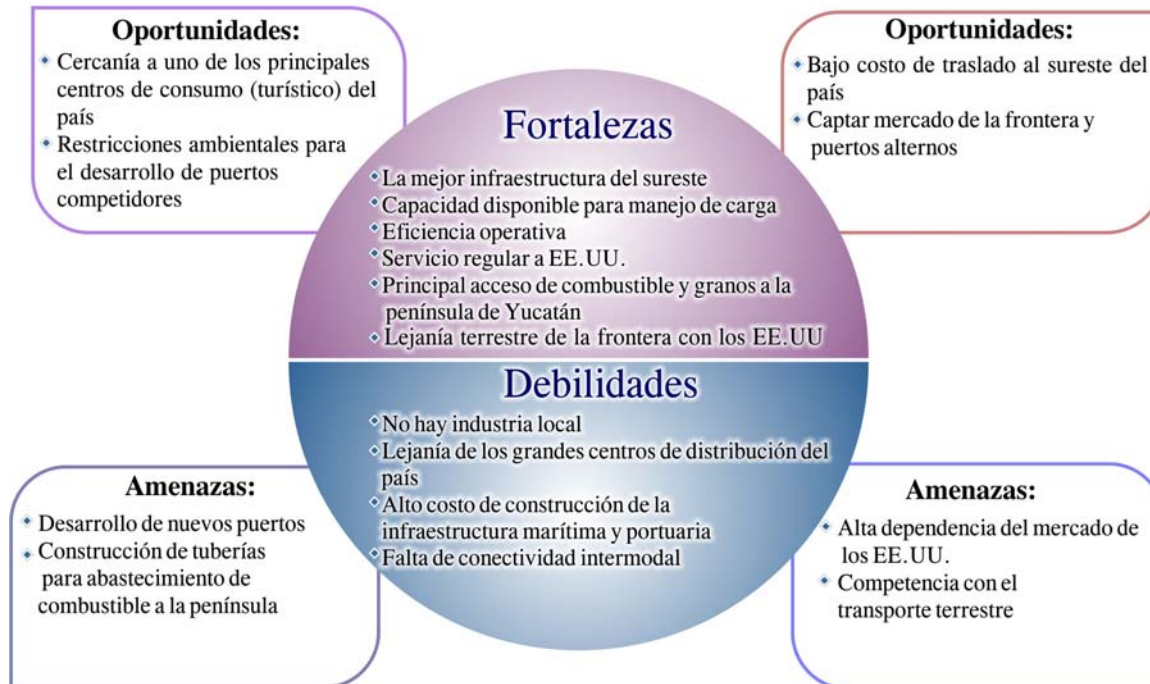 Oportunidades:
Cercanía a uno de los principales
centros de consumo (turístico) del
país
Restricciones ambientales para
el desarrollo de puertos
competidores
Oportunidades:
Bajo costo de traslado al sureste del
país
Captar mercado de la frontera y
puertos alternos
Fortalezas
La mejor infraestructura del sureste
Capacidad disponible para manejo de carga
Eficiencia operativa
Servicio regular a EE.UU.
Principal acceso de combustible y granos a la
península de Yucatán
Lejanía terrestre de la frontera con los EE.UU
Debilidades
No hay industria local
Lejanía de los grandes centros de distribución del
país
Alto costo de construcción de la
infraestructura marítima y portuaria
Falta de conectividad intermodal
Amenazas:
Desarrollo de nuevos puertos
Construcción de tuberías
para abastecimiento de
combustible a la península
Amenazas:
Alta dependencia del mercado de
los EE.UU.
Competencia con el
transporte terrestre